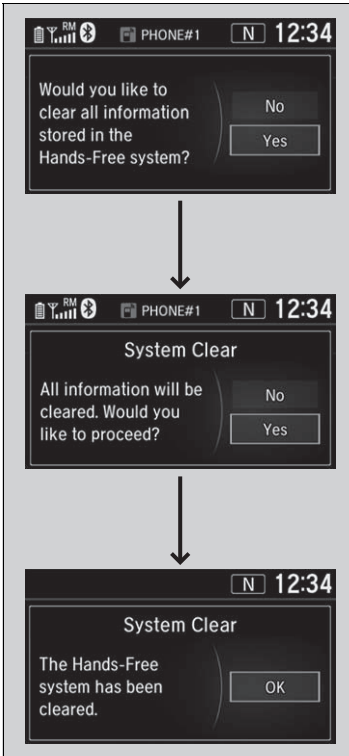 RM PHONE#1 N 12:34
Would you like to
clear all information
stored in the
Hands-Free system?
No
Yes
RM PHONE#1 N 12:34
System Clear
All information will be
cleared. Would you
like to proceed?
No
Yes
N 12:34
System Clear
The Hands-Free
system has been
cleared.
OK